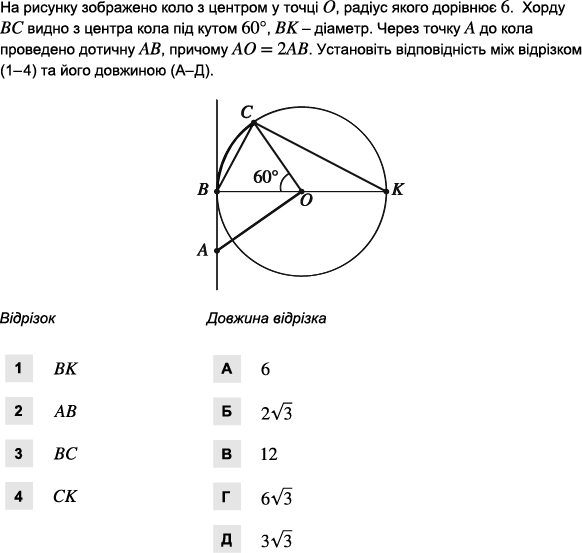 На рисунку зображено коло з центром у точці O, радіус якого дорівнює 6. Хорду
BC видно з центра кола під кутом 60°, BK – діаметр. Через точку A до кола
проведено дотичну AB, причому AO = 2AB. Установіть відповідність між відрізком
(1–4) та його довжиною (А–Д).
C
60°
B
O
K
A
Відрізок Довжина відрізка
1 BK А 6
2 AB Б 2√3
3 BC В 12
4 CK Г 6√3
Д 3√3